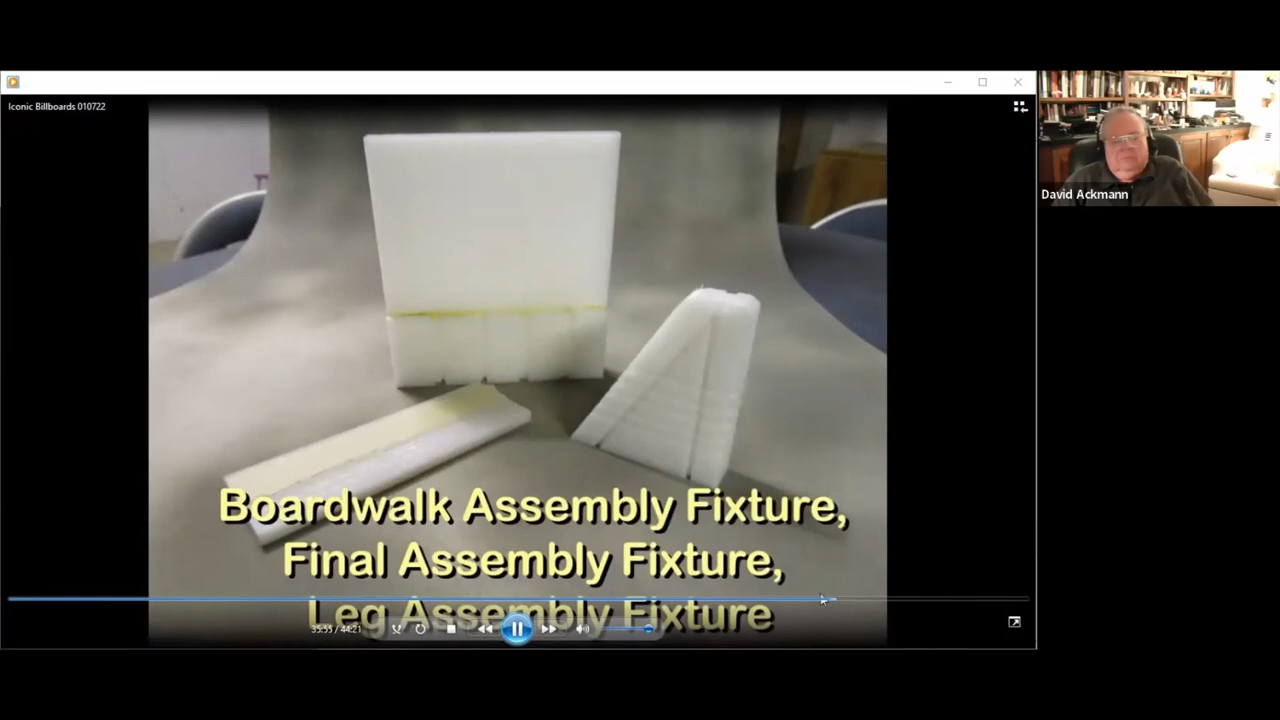 Iconic Billboards 010722
David Ackmann
Boardwalk Assembly Fixture,
Final Assembly Fixture,
Leg Assembly Fixture
35:55 / 44:21